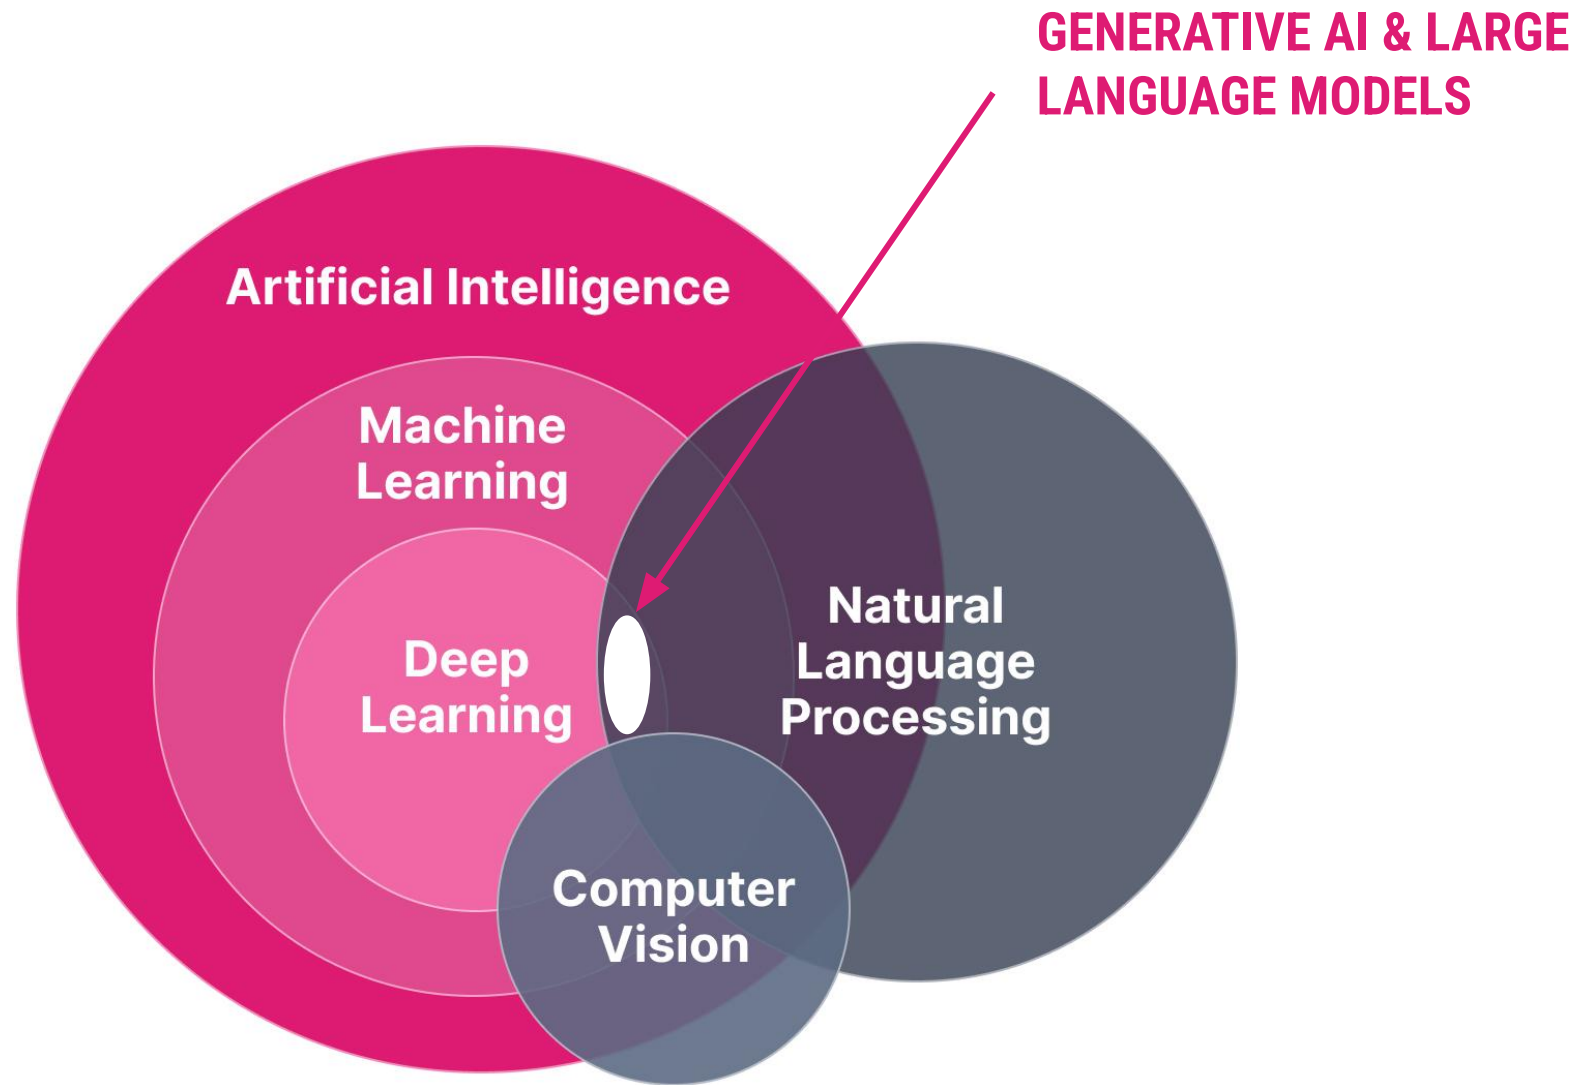 GENERATIVE AI & LARGE
LANGUAGE MODELS
Artificial Intelligence
Machine
Learning
Deep
Learning
Natural
Language
Processing
Computer
Vision